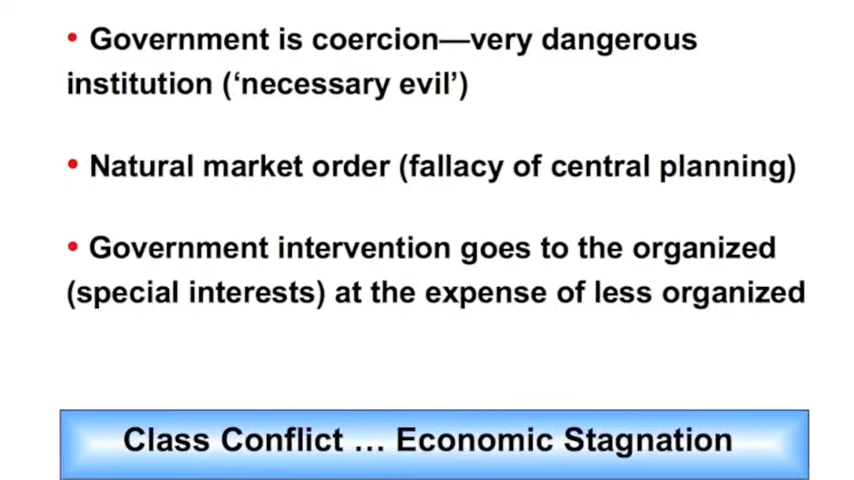 • Government is coercion—very dangerous
institution (‘necessary evil’)
• Natural market order (fallacy of central planning)
• Government intervention goes to the organized
(special interests) at the expense of less organized
Class Conflict … Economic Stagnation